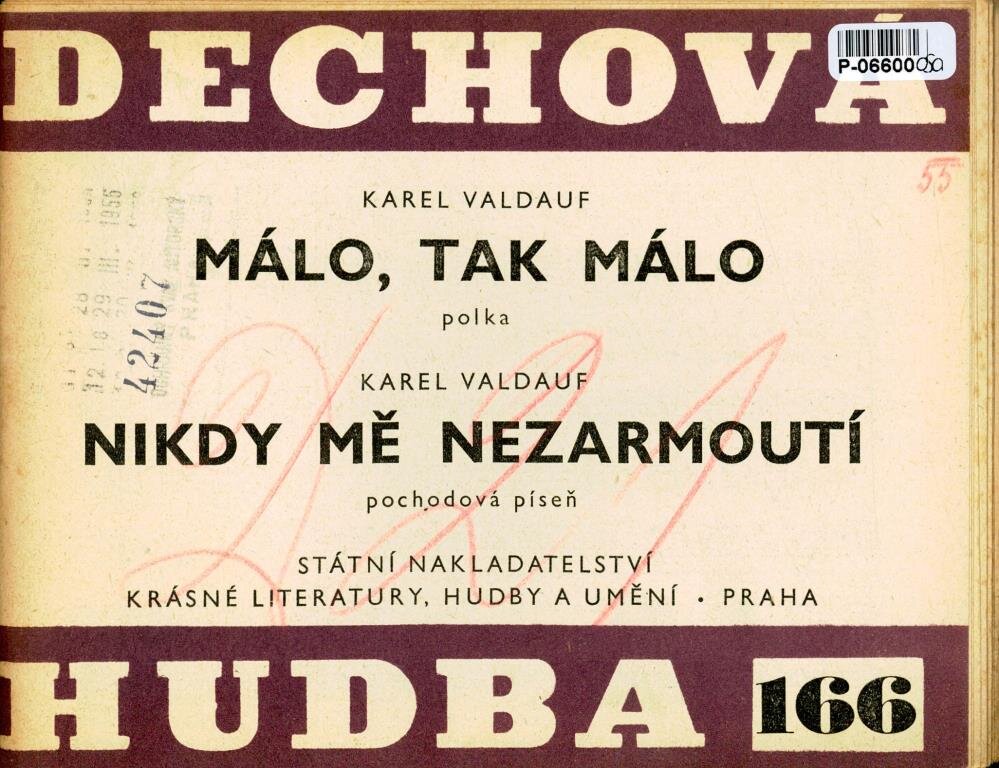 DECHOVÁ
P-06600
55
KAREL VALDAUF
MÁLO, TAK MÁLO
polka
42407
KAREL VALDAUF
NIKDY MĚ NEZARMOUTÍ
pochodová píseň
STÁTNÍ NAKLADATELSTVÍ
KRÁSNÉ LITERATURY, HUDBY A UMĚNÍ • PRAHA
HUDBA 166